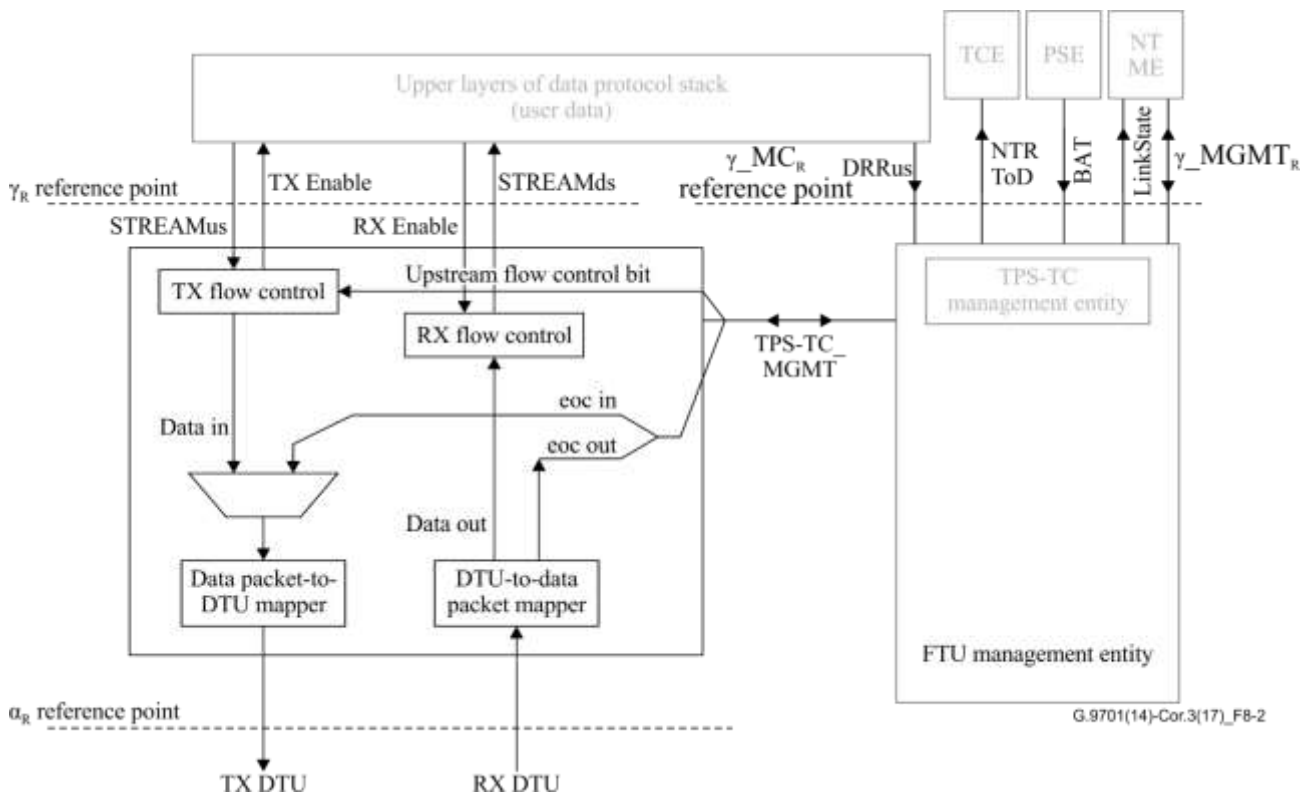 TCE
PSE
NT
ME
Upper layers of data protocol stack
(user data)
γ_MCR
reference point
DRRus
NTR
ToD
BAT
LinkState
γ_MGMTR
γR reference point
TX Enable
STREAMds
STREAMus
RX Enable
TX flow control
Upstream flow control bit
RX flow control
TPS-TC
management entity
TPS-TC_
MGMT
eoc in
Data in
eoc out
Data out
Data packet-to-
DTU mapper
DTU-to-data
packet mapper
FTU management entity
αR reference point
G.9701(14)-Cor.3(17)_F8-2
TX DTU
RX DTU